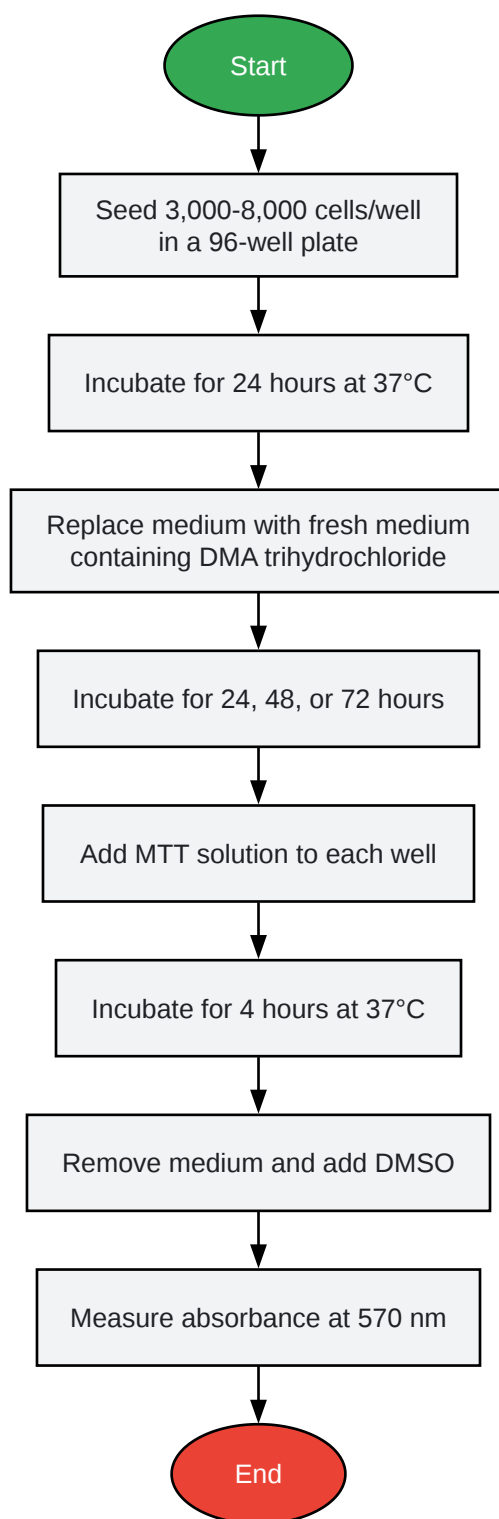 Start
Seed 3,000-8,000 cells/well
in a 96-well plate
Incubate for 24 hours at 37°C
Replace medium with fresh medium
containing DMA trihydrochloride
Incubate for 24, 48, or 72 hours
Add MTT solution to each well
Incubate for 4 hours at 37°C
Remove medium and add DMSO
Measure absorbance at 570 nm
End